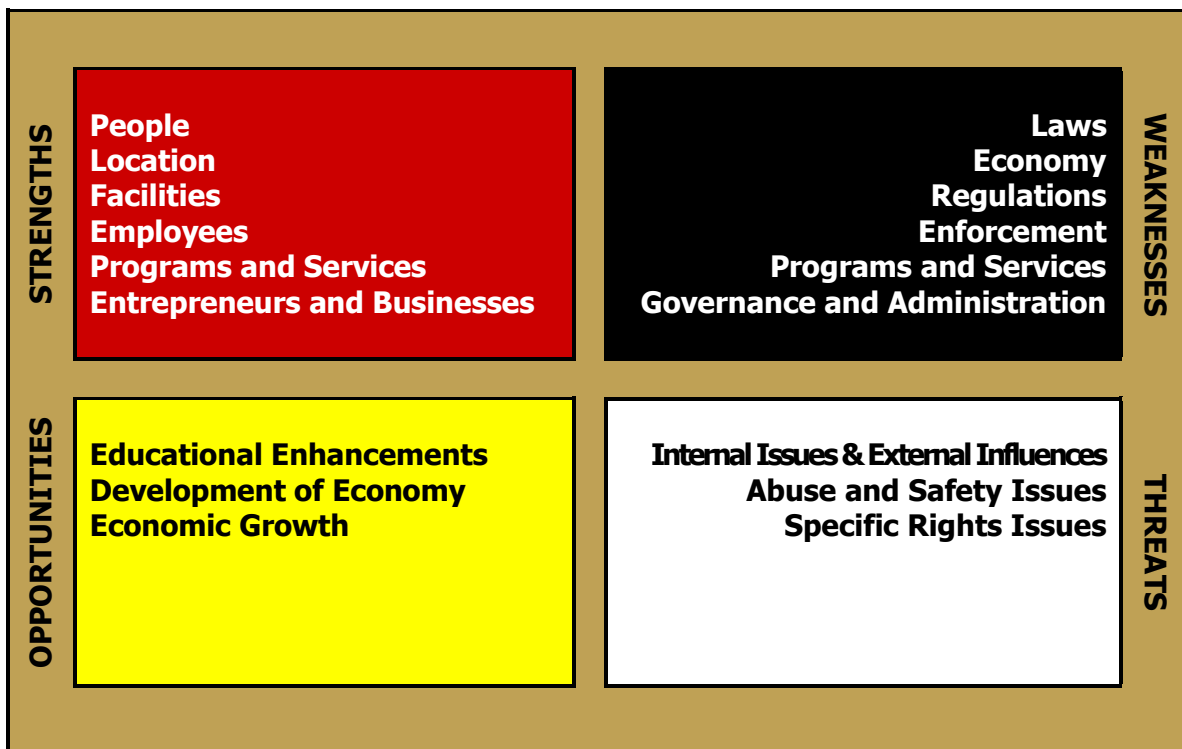 STRENGTHS
People
Location
Facilities
Employees
Programs and Services
Entrepreneurs and Businesses
WEAKNESSES
Laws
Economy
Regulations
Enforcement
Programs and Services
Governance and Administration
OPPORTUNITIES
Educational Enhancements
Development of Economy
Economic Growth
THREATS
Internal Issues & External Influences
Abuse and Safety Issues
Specific Rights Issues